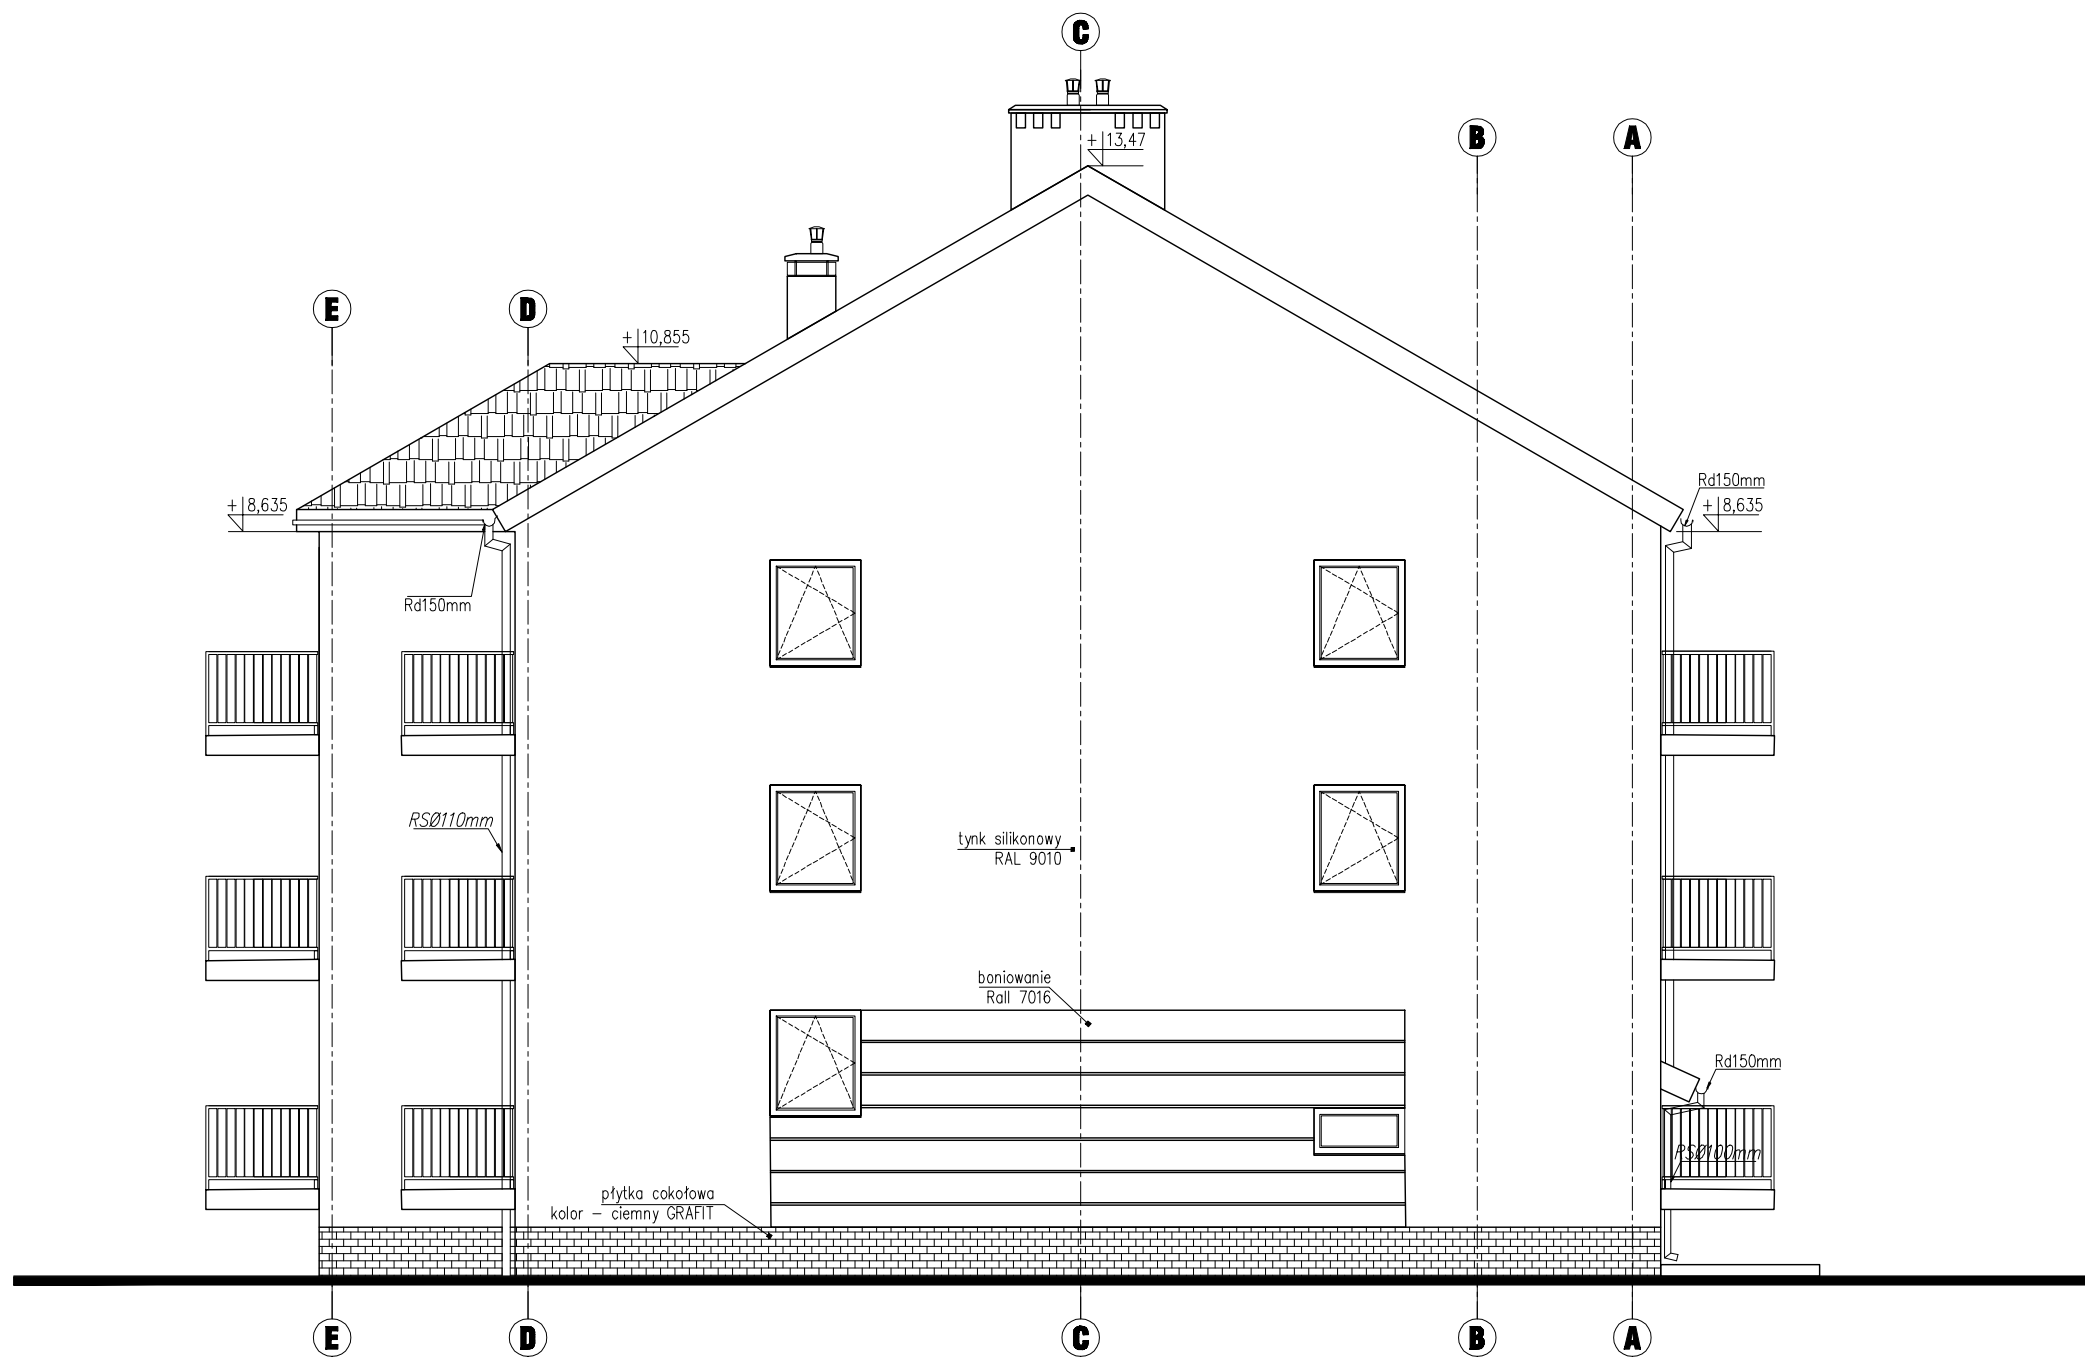 C
B
A
+ 13,47
E
D
+ 10,855
Rd150mm
+ 8,635
+ 8,635
Rd150mm
RSØ110mm
tynk silikonowy
RAL 9010
boniowanie
Rall 7016
Rd150mm
RSØ100mm
płytka cokołowa
kolor – ciemny GRAFIT
E
D
C
B
A